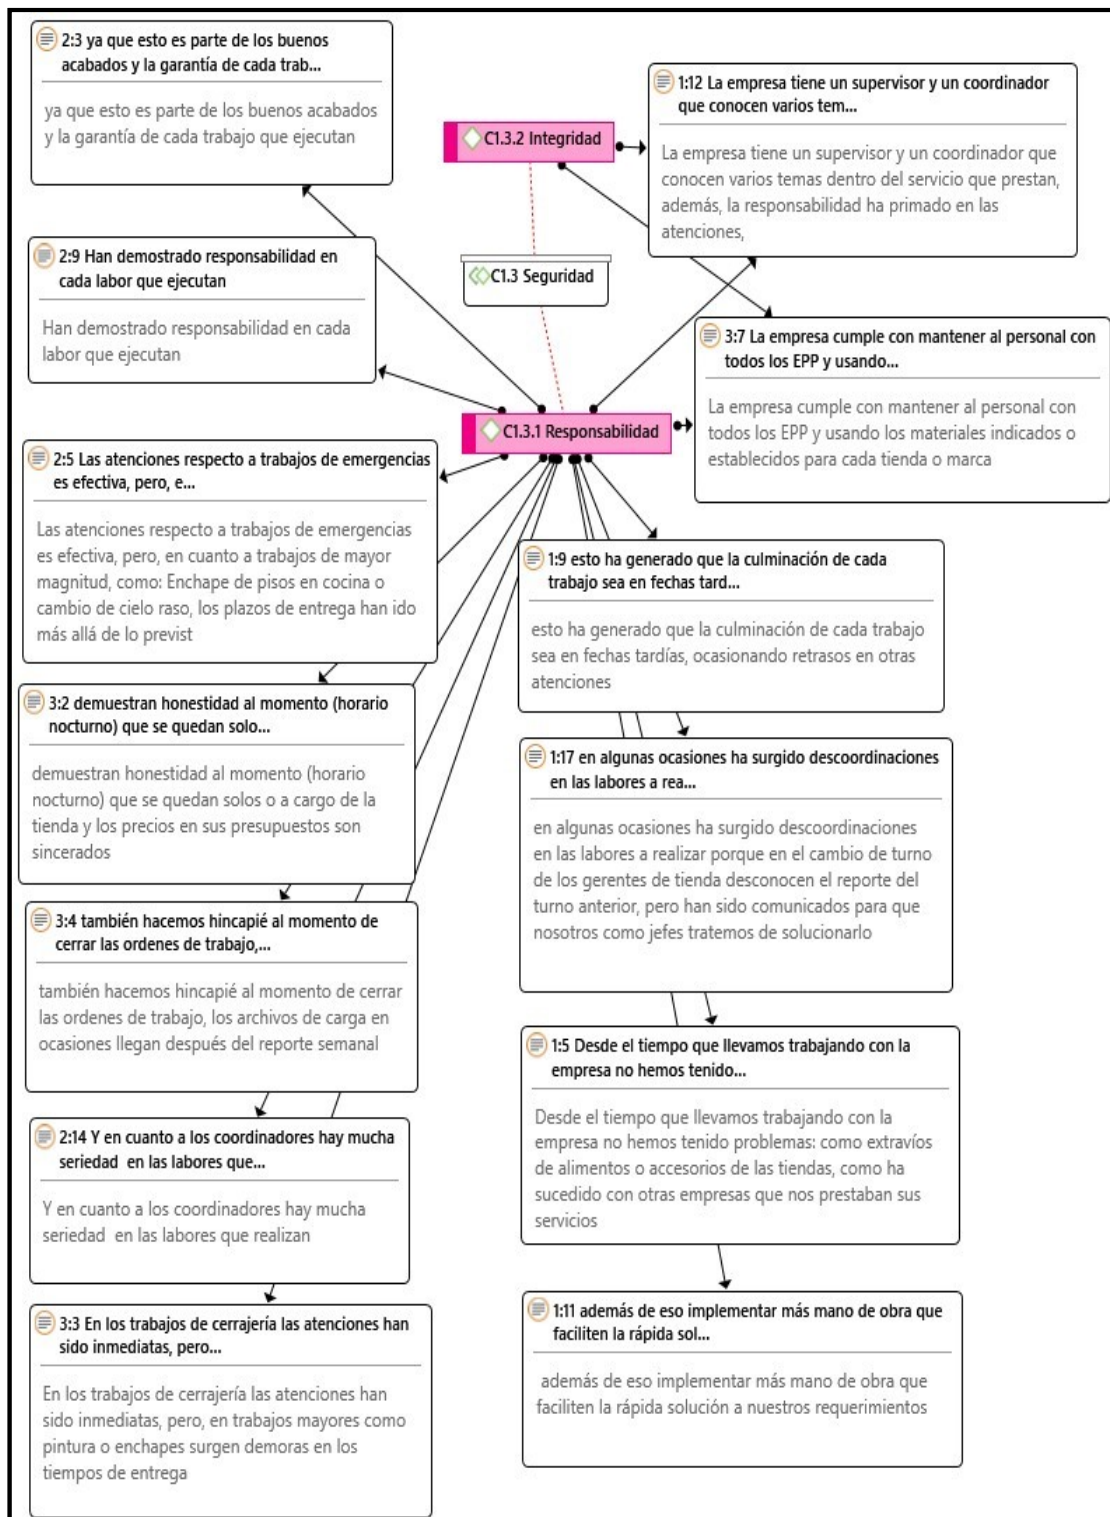 2:3 ya que esto es parte de los buenos
acabados y la garantía de cada trab...
ya que esto es parte de los buenos acabados
y la garantía de cada trabajo que ejecutan
C1.3.2 Integridad
1:12 La empresa tiene un supervisor y un coordinador
que conocen varios tem...
La empresa tiene un supervisor y un coordinador que
conocen varios temas dentro del servicio que prestan,
además, la responsabilidad ha primado en las
atenciones,
2:9 Han demostrado responsabilidad en
cada labor que ejecutan
Han demostrado responsabilidad en cada
labor que ejecutan
C1.3 Seguridad
3:7 La empresa cumple con mantener al personal con
todos los EPP y usando...
La empresa cumple con mantener al personal con
todos los EPP y usando los materiales indicados o
establecidos para cada tienda o marca
C1.3.1 Responsabilidad
2:5 Las atenciones respecto a trabajos de emergencias
es efectiva, pero, e...
Las atenciones respecto a trabajos de emergencias
es efectiva, pero, en cuanto a trabajos de mayor
magnitud, como: Enchape de pisos en cocina o
cambio de cielo raso, los plazos de entrega han ido
más allá de lo previst
1:9 esto ha generado que la culminación de cada
trabajo sea en fechas tard...
esto ha generado que la culminación de cada trabajo
sea en fechas tardías, ocasionando retrasos en otras
atenciones
3:2 demuestran honestidad al momento (horario
nocturno) que se quedan solo...
demuestran honestidad al momento (horario
nocturno) que se quedan solos o a cargo de la
tienda y los precios en sus presupuestos son
sincerados
1:17 en algunas ocasiones ha surgido descoordinaciones
en las labores a rea...
en algunas ocasiones ha surgido descoordinaciones
en las labores a realizar porque en el cambio de turno
de los gerentes de tienda desconocen el reporte del
turno anterior, pero han sido comunicados para que
nosotros como jefes tratemos de solucionarlo
3:4 también hacemos hincapié al momento de
cerrar las ordenes de trabajo,...
también hacemos hincapié al momento de cerrar
las ordenes de trabajo, los archivos de carga en
ocasiones llegan después del reporte semanal
1:5 Desde el tiempo que llevamos trabajando con la
empresa no hemos tenido...
Desde el tiempo que llevamos trabajando con la
empresa no hemos tenido problemas: como extravíos
de alimentos o accesorios de las tiendas, como ha
sucedido con otras empresas que nos prestaban sus
servicios
2:14 Y en cuanto a los coordinadores hay mucha
seriedad en las labores que...
Y en cuanto a los coordinadores hay mucha
seriedad en las labores que realizan
1:11 además de eso implementar más mano de obra que
faciliten la rápida sol...
además de eso implementar más mano de obra que
faciliten la rápida solución a nuestros requerimientos
3:3 En los trabajos de cerrajería las atenciones han
sido inmediatas, pero...
En los trabajos de cerrajería las atenciones han
sido inmediatas, pero, en trabajos mayores como
pintura o enchapes surgen demoras en los
tiempos de entrega